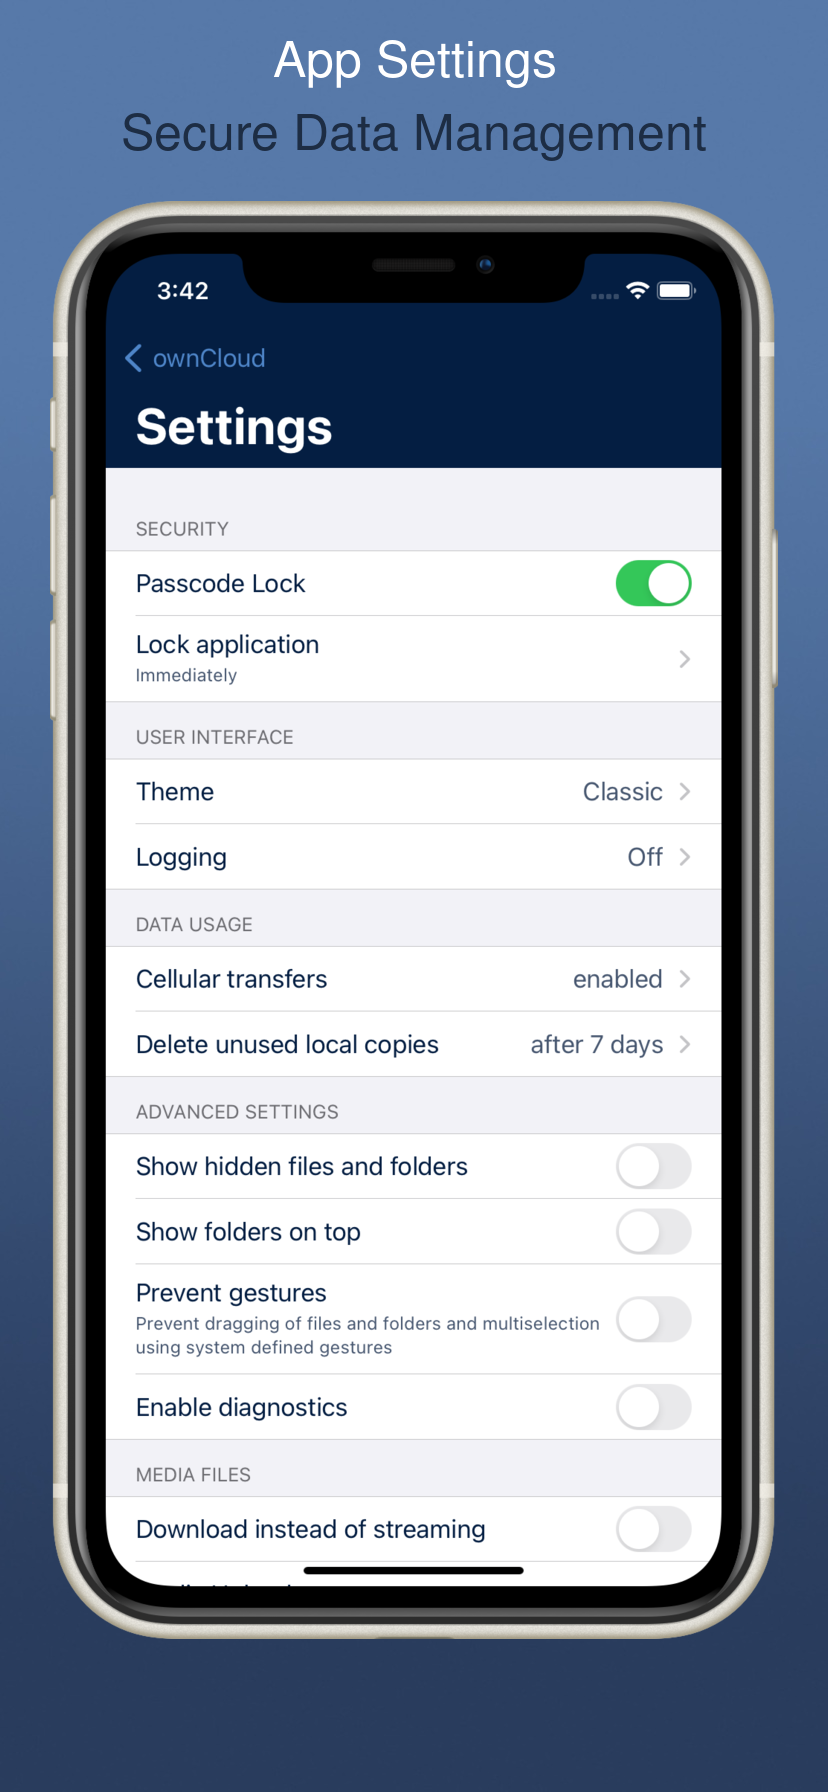 App Settings
Secure Data Management
3:42
ownCloud
Settings
SECURITY
Passcode Lock
Lock application
Immediately
USER INTERFACE
Theme Classic
Logging Off
DATA USAGE
Cellular transfers enabled
Delete unused local copies after 7 days
ADVANCED SETTINGS
Show hidden files and folders
Show folders on top
Prevent gestures
Prevent dragging of files and folders and multiselection
using system defined gestures
Enable diagnostics
MEDIA FILES
Download instead of streaming